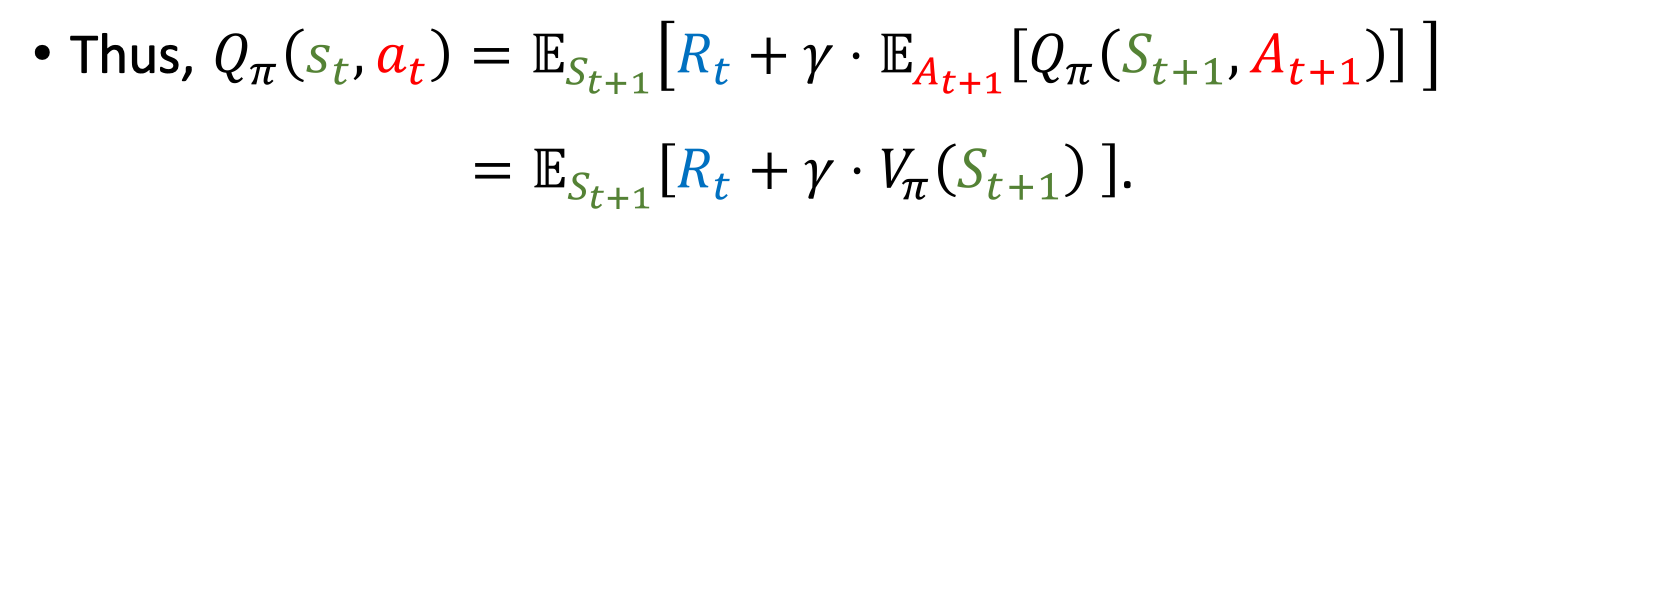 • Thus, Q_π(s_t, a_t) = 𝔼_{S_{t+1}}[R_t + γ · 𝔼_{A_{t+1}}[Q_π(S_{t+1}, A_{t+1})] ]
= 𝔼_{S_{t+1}}[R_t + γ · V_π(S_{t+1}) ].